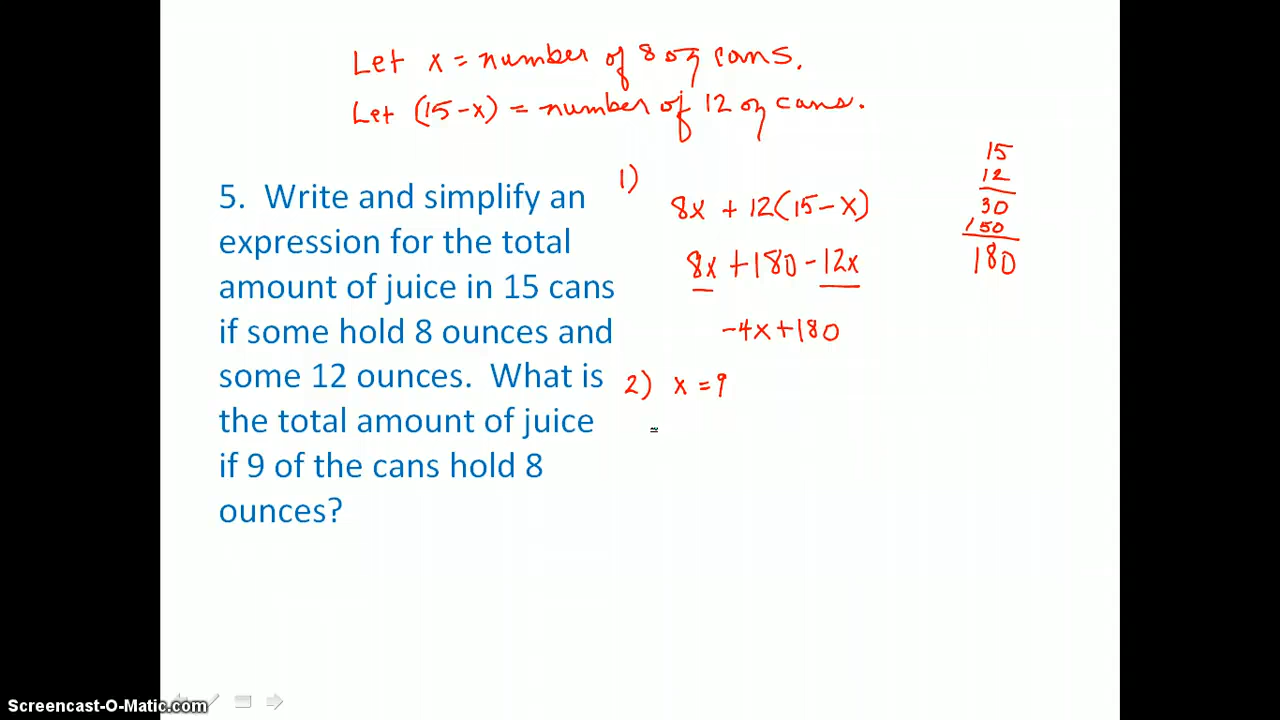 Let x = number of 8 oz cans.
Let (15-x) = number of 12 oz cans.
5. Write and simplify an
expression for the total
amount of juice in 15 cans
if some hold 8 ounces and
some 12 ounces. What is
the total amount of juice
if 9 of the cans hold 8
ounces?
1)
8x + 12(15-x)
8x +180 -12x
-4x+180
2) x = 9
=
15
12
30
150
180
Screencast-O-Matic.com